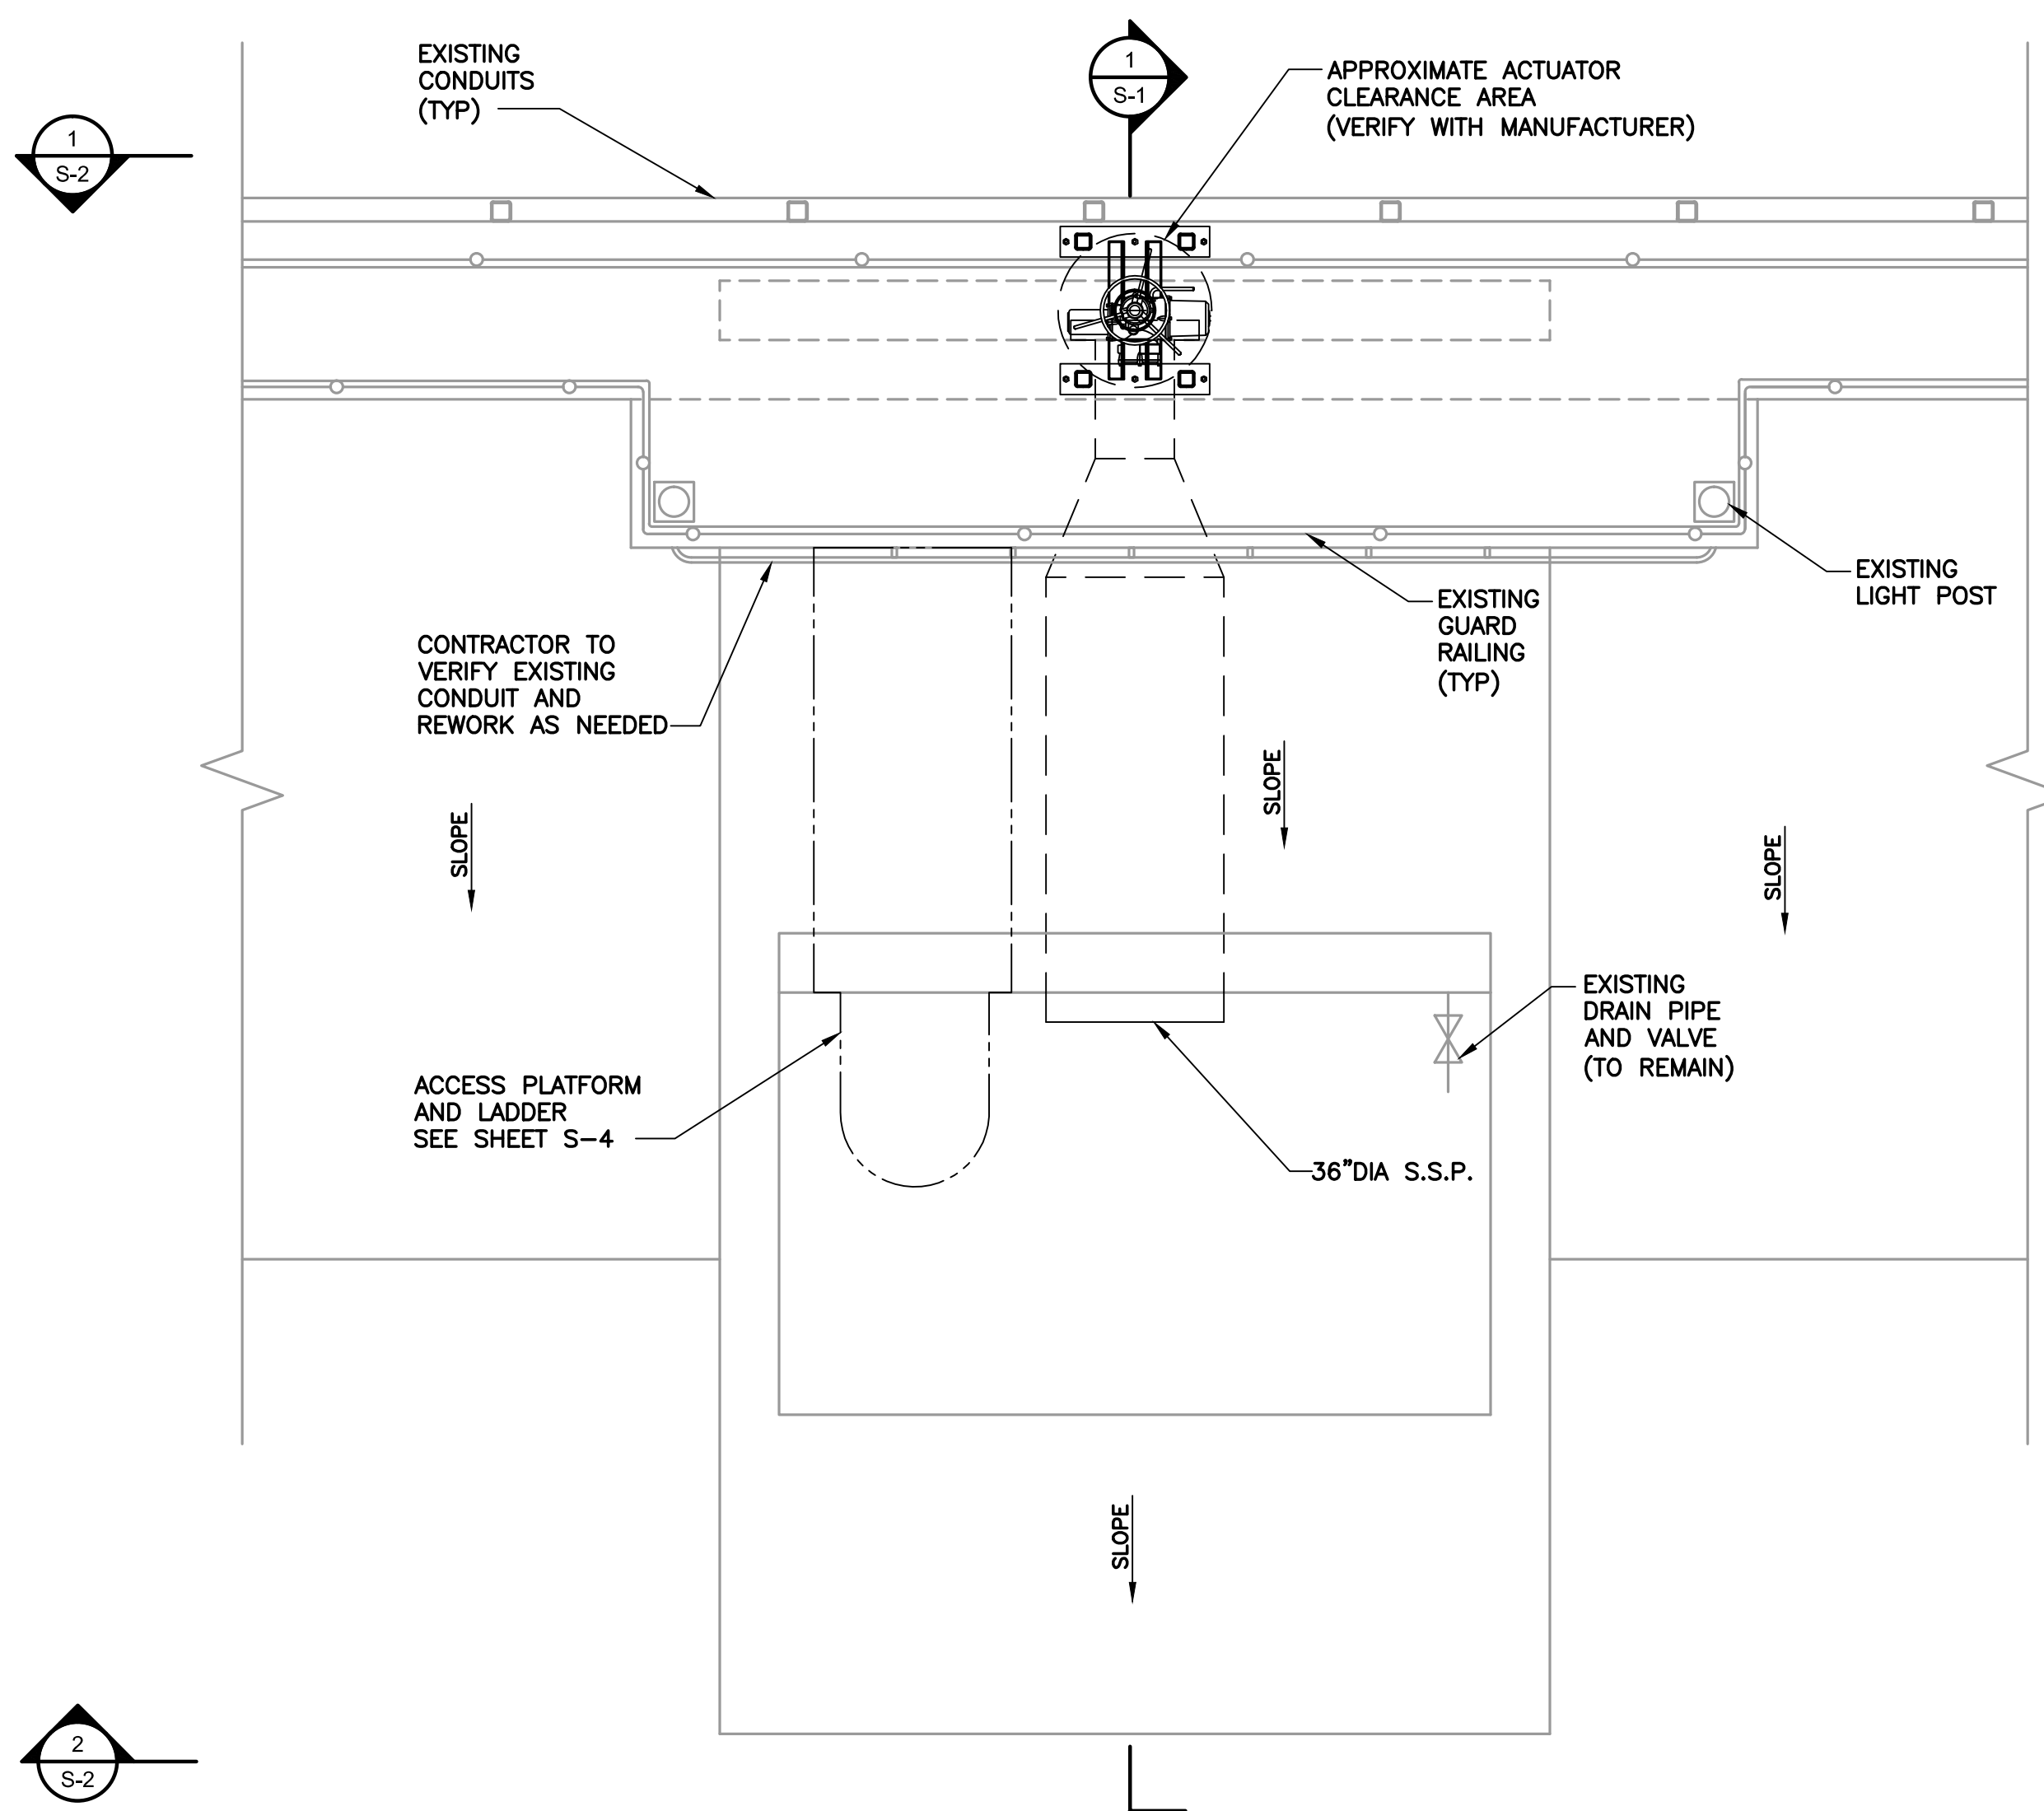 EXISTING
CONDUITS
(TYP)
1
S-1
APPROXIMATE ACTUATOR
CLEARANCE AREA
(VERIFY WITH MANUFACTURER)
1
S-2
EXISTING
LIGHT POST
EXISTING
GUARD
RAILING
(TYP)
CONTRACTOR TO
VERIFY EXISTING
CONDUIT AND
REWORK AS NEEDED
SLOPE
SLOPE
SLOPE
EXISTING
DRAIN PIPE
AND VALVE
(TO REMAIN)
ACCESS PLATFORM
AND LADDER
SEE SHEET S-4
36"DIA S.S.P.
SLOPE
2
S-2